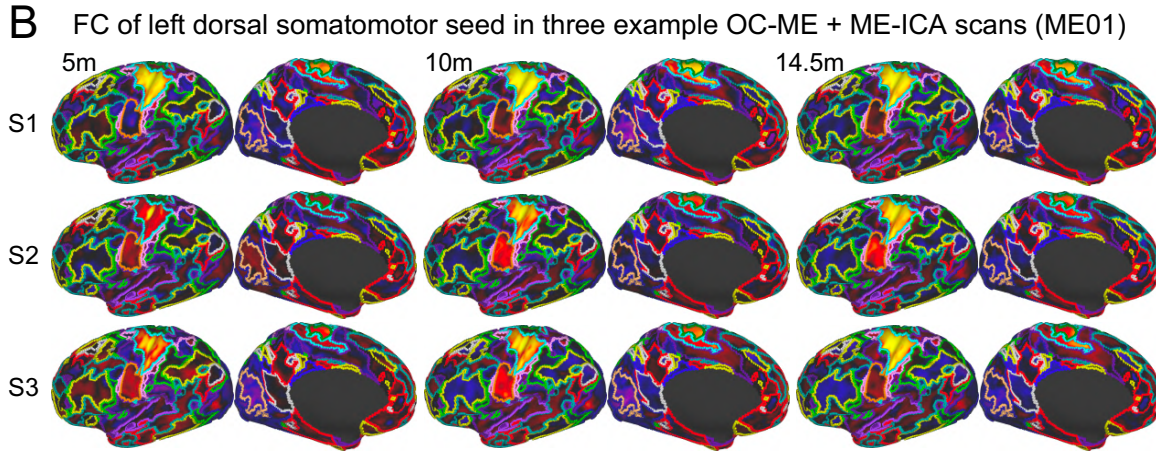 B FC of left dorsal somatomotor seed in three example OC-ME + ME-ICA scans (ME01)
5m 10m 14.5m
S1
S2
S3